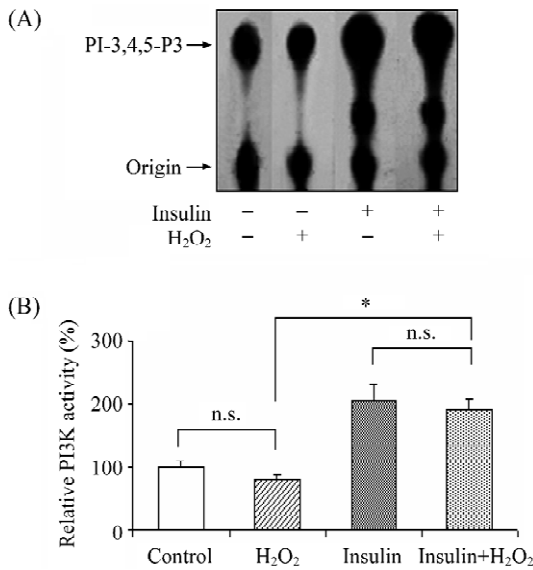 (A)
PI-3,4,5-P3
Origin
Insulin – – + +
H₂O₂ – + – +
(B)
*
n.s.
n.s.
Relative PI3K activity (%)
300
200
100
0
Control H₂O₂ Insulin Insulin+H₂O₂